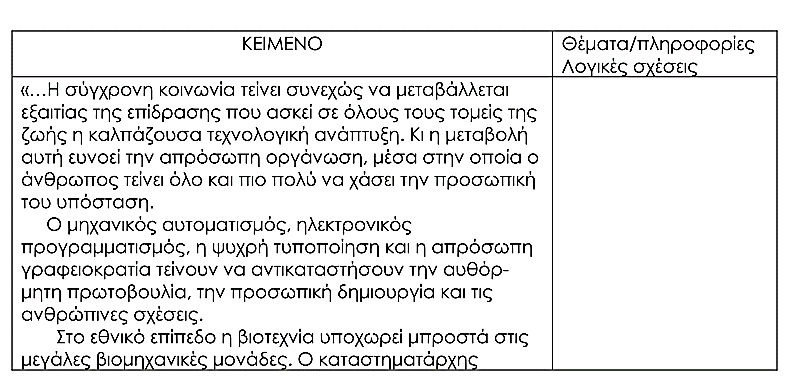 ΚΕΙΜΕΝΟ
Θέματα/πληροφορίες
Λογικές σχέσεις
«...Η σύγχρονη κοινωνία τείνει συνεχώς να μεταβάλλεται
εξαιτίας της επίδρασης που ασκεί σε όλους τους τομείς της
ζωής η καλπάζουσα τεχνολογική ανάπτυξη. Κι η μεταβολή
αυτή ευνοεί την απρόσωπη οργάνωση, μέσα στην οποία ο
άνθρωπος τείνει όλο και πιο πολύ να χάσει την προσωπική
του υπόσταση.
Ο μηχανικός αυτοματισμός, ηλεκτρονικός
προγραμματισμός, η ψυχρή τυποποίηση και η απρόσωπη
γραφειοκρατία τείνουν να αντικαταστήσουν την αυθόρ-
μητη πρωτοβουλία, την προσωπική δημιουργία και τις
ανθρώπινες σχέσεις.
Στο εθνικό επίπεδο η βιοτεχνία υποχωρεί μπροστά στις
μεγάλες βιομηχανικές μονάδες. Ο καταστηματάρχης